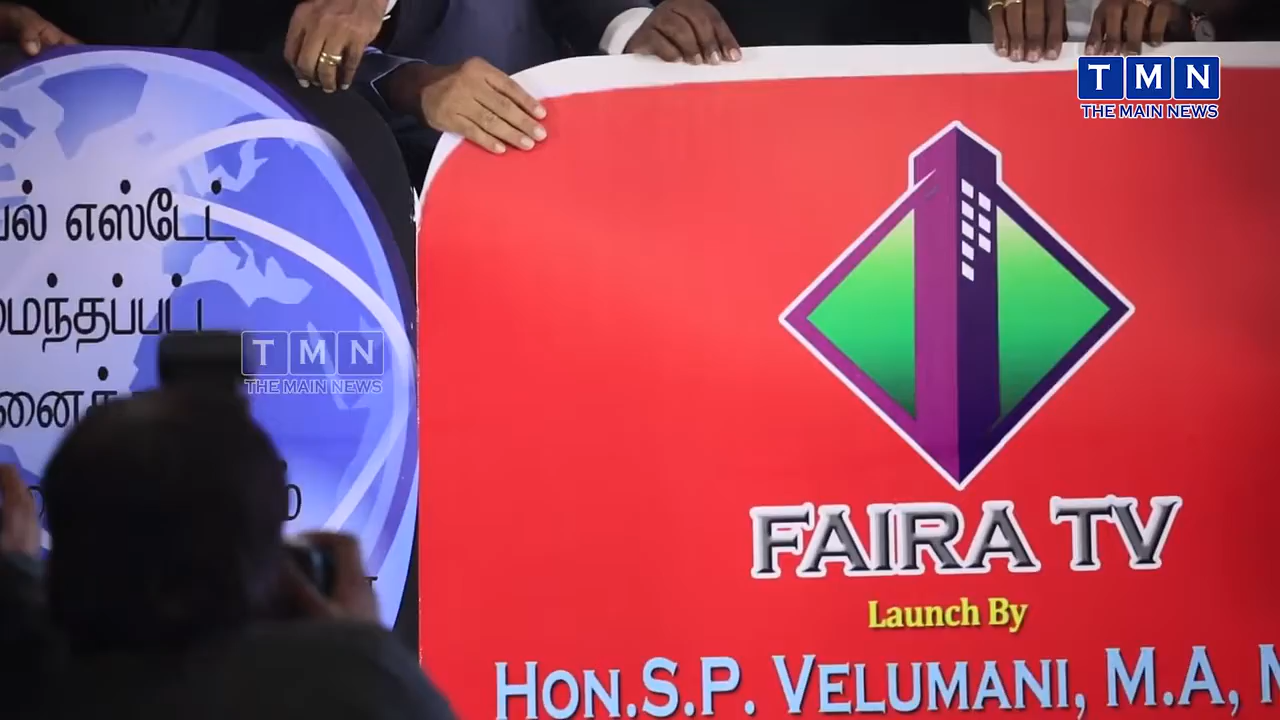 TMN
THE MAIN NEWS
எஸ்டேட்
TMN
THE MAIN NEWS
FAIRA TV
Launch By
HON.S.P. VELUMANI, M.A,